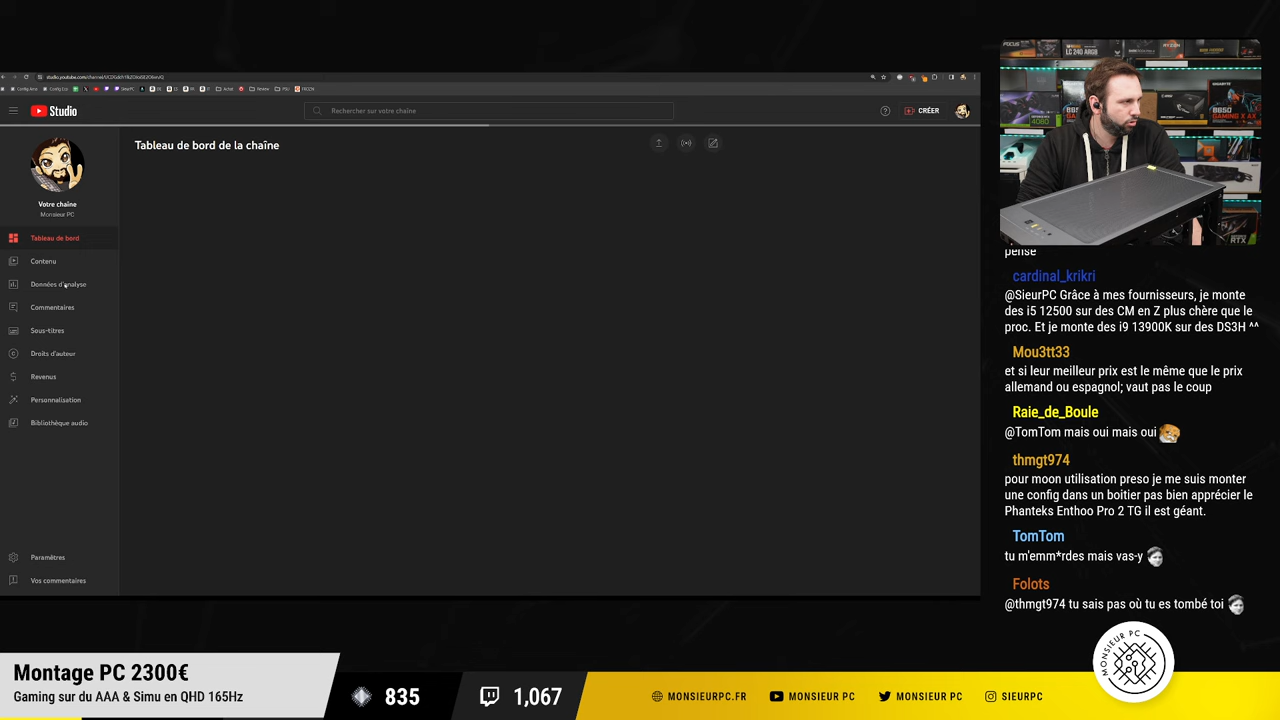 Studio
Rechercher sur votre chaîne
CRÉER
Tableau de bord de la chaîne
Votre chaîne
Monsieur PC
Tableau de bord
Contenu
Données d'analyse
Commentaires
Sous-titres
Droits d'auteur
Revenus
Personnalisation
Bibliothèque audio
Paramètres
Vos commentaires
pense
cardinal_krikri
@SieurPC Grâce à mes fournisseurs, je monte
des i5 12500 sur des CM en Z plus chère que le
proc. Et je monte des i9 13900K sur des DS3H ^^
Mou3tt33
et si leur meilleur prix est le même que le prix
allemand ou espagnol; vaut pas le coup
Raie_de_Boule
@TomTom mais oui mais oui
thmgt974
pour moon utilisation preso je me suis monter
une config dans un boitier pas bien apprécier le
Phanteks Enthoo Pro 2 TG il est géant.
TomTom
tu m'emm*rdes mais vas-y
Folots
@thmgt974 tu sais pas où tu es tombé toi
MONSIEUR PC
Montage PC 2300€
Gaming sur du AAA & Simu en QHD 165Hz
835
1,067
MONSIEURPC.FR
MONSIEUR PC
MONSIEUR PC
SIEURPC